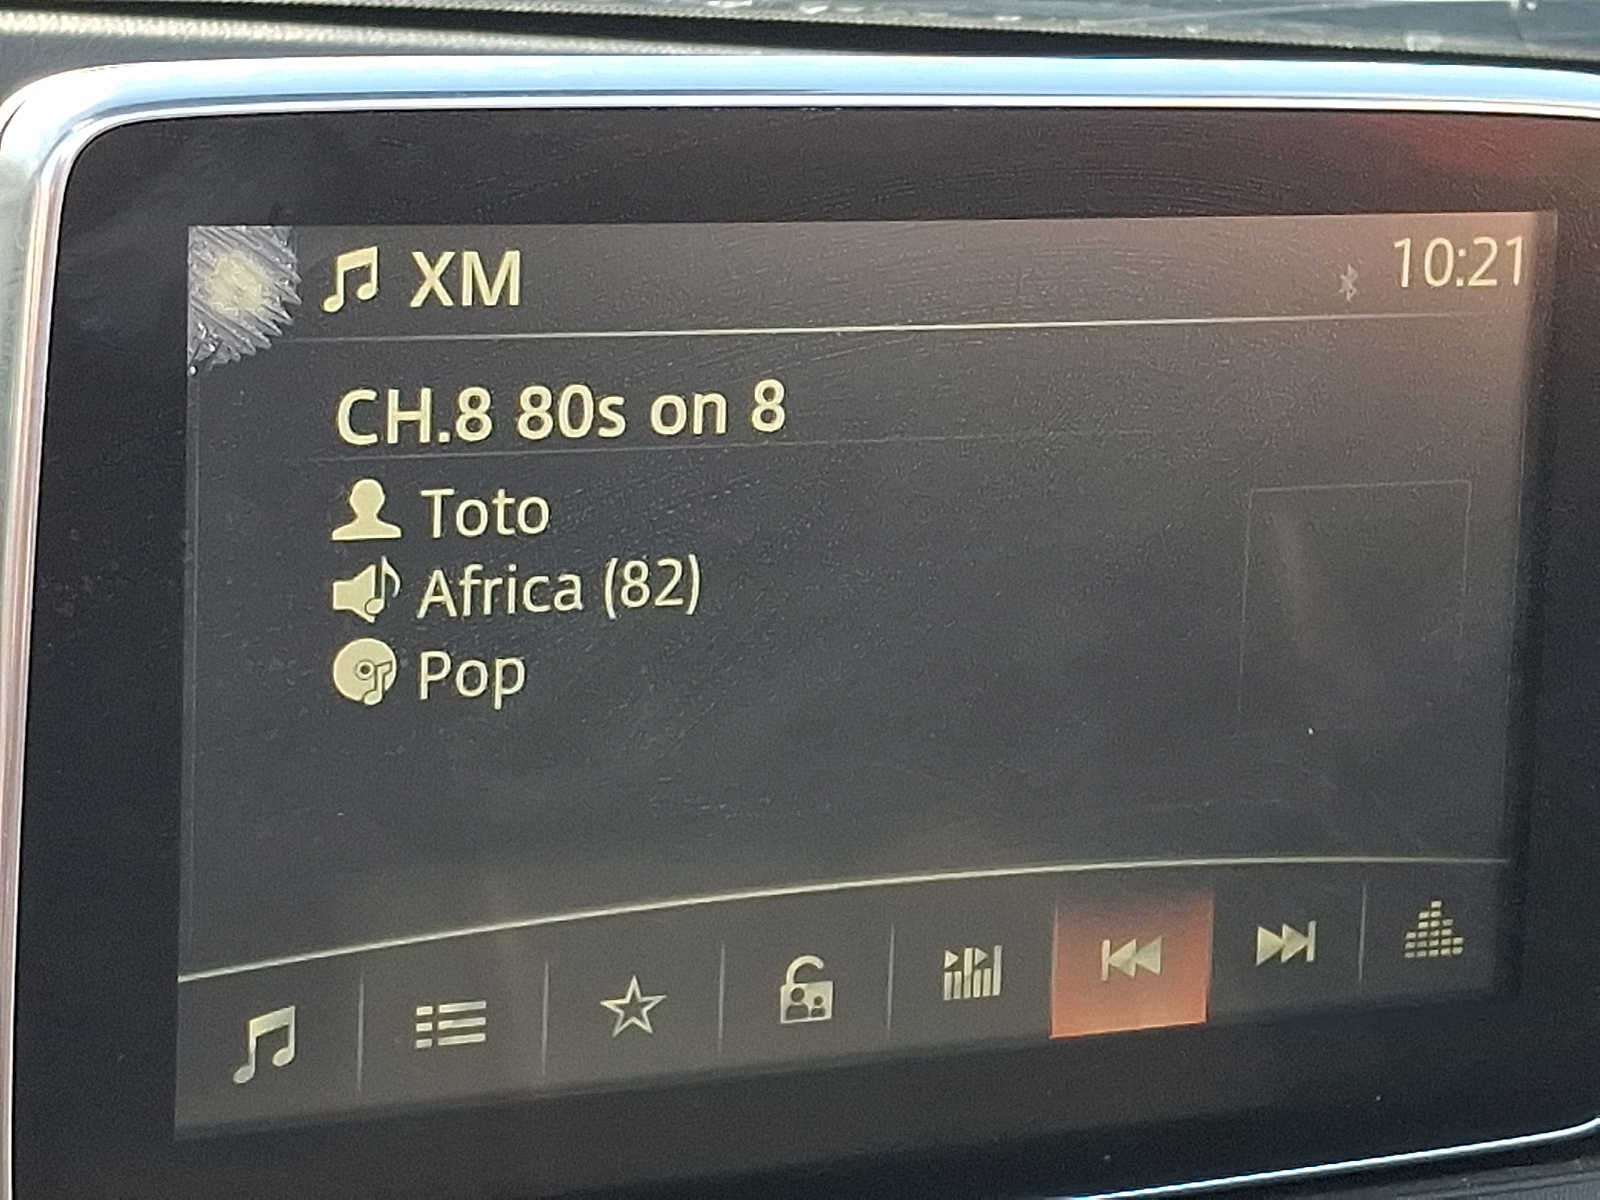 XM
10:21
CH.8 80s on 8
Toto
Africa (82)
Pop